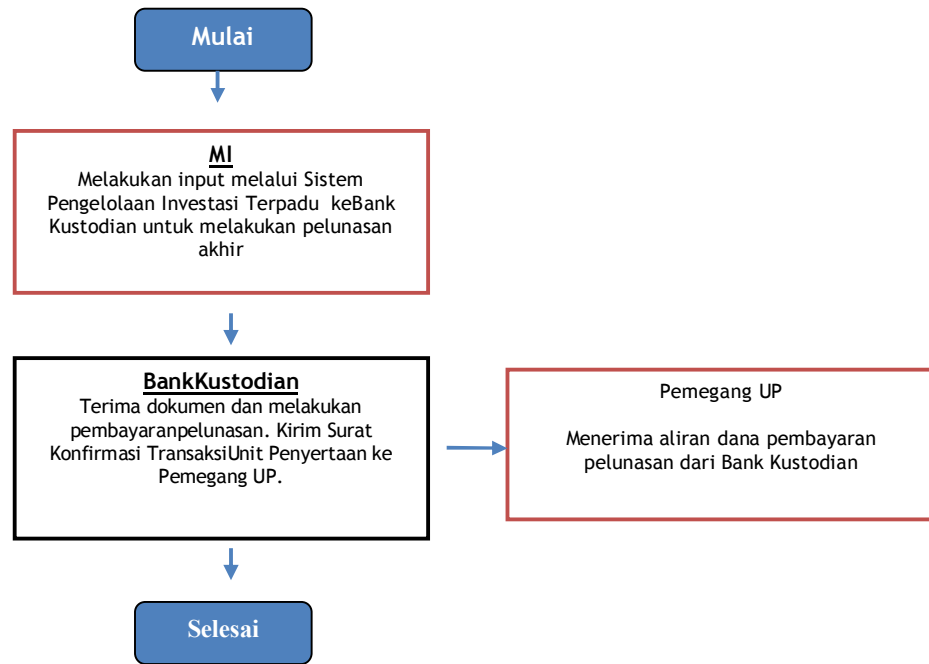 Mulai
MI
Melakukan input melalui Sistem
Pengelolaan Investasi Terpadu keBank
Kustodian untuk melakukan pelunasan
akhir
BankKustodian
Terima dokumen dan melakukan
pembayaranpelunasan. Kirim Surat
Konfirmasi TransaksiUnit Penyertaan ke
Pemegang UP.
Pemegang UP
Menerima aliran dana pembayaran
pelunasan dari Bank Kustodian
Selesai